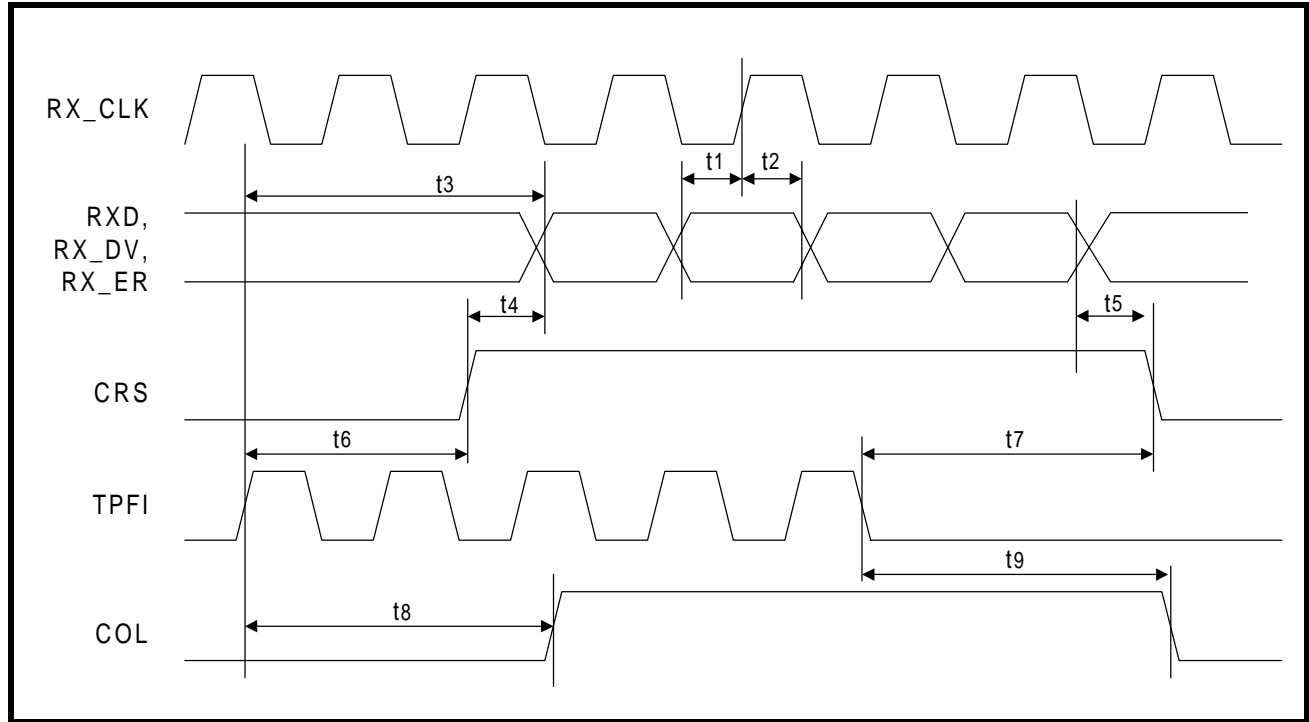 RX_CLK
t1
t2
t3
RXD,
RX_DV,
RX_ER
t4
t5
CRS
t6
t7
TPFI
t9
t8
COL